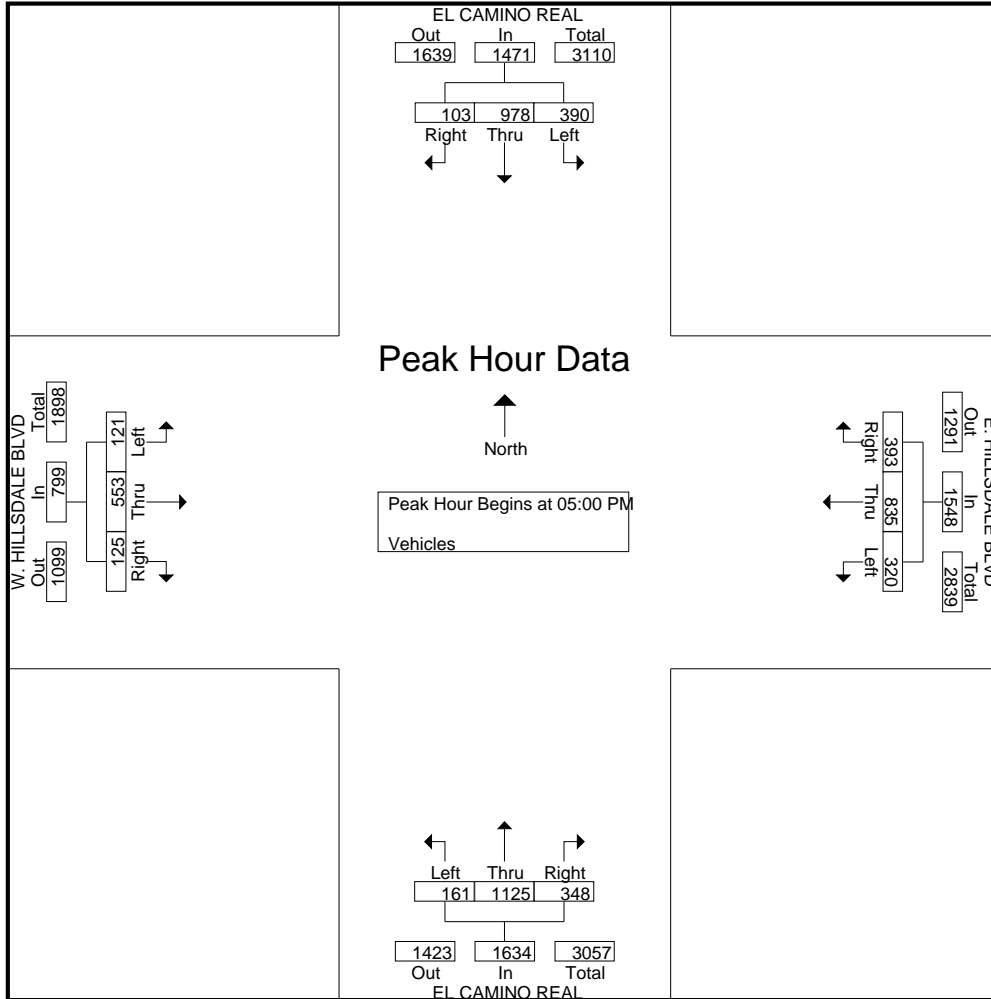 EL CAMINO REAL
Out In Total
1639 1471 3110
103 978 390
Right Thru Left
Peak Hour Data
North
Peak Hour Begins at 05:00 PM
Vehicles
W. HILLSDALE BLVD
Total In Out
1898 799 1099
121 553 125
Left Thru Right
Right Thru Left
393 835 320
1291 1548 2839
Out In Total
E. HILLSDALE BLVD
Left Thru Right
161 1125 348
1423 1634 3057
Out In Total
EL CAMINO REAL